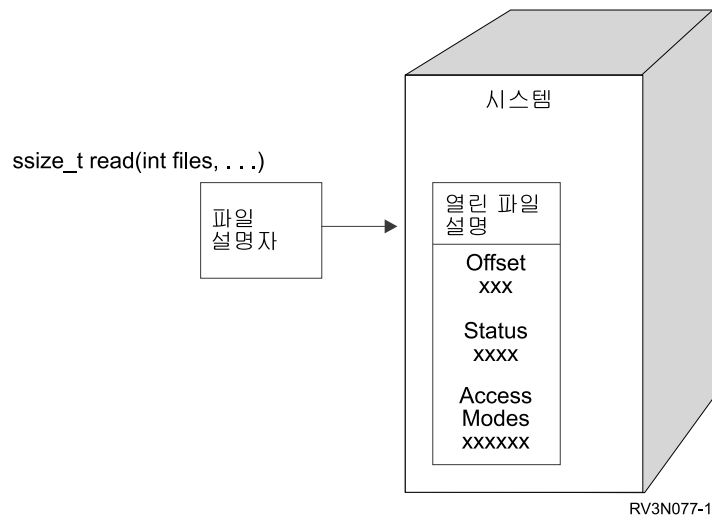 시스템
ssize_t read(int files, . . .)
파일
설명자
열린 파일
설명
Offset
xxx
Status
xxxx
Access
Modes
xxxxxx
RV3N077-1